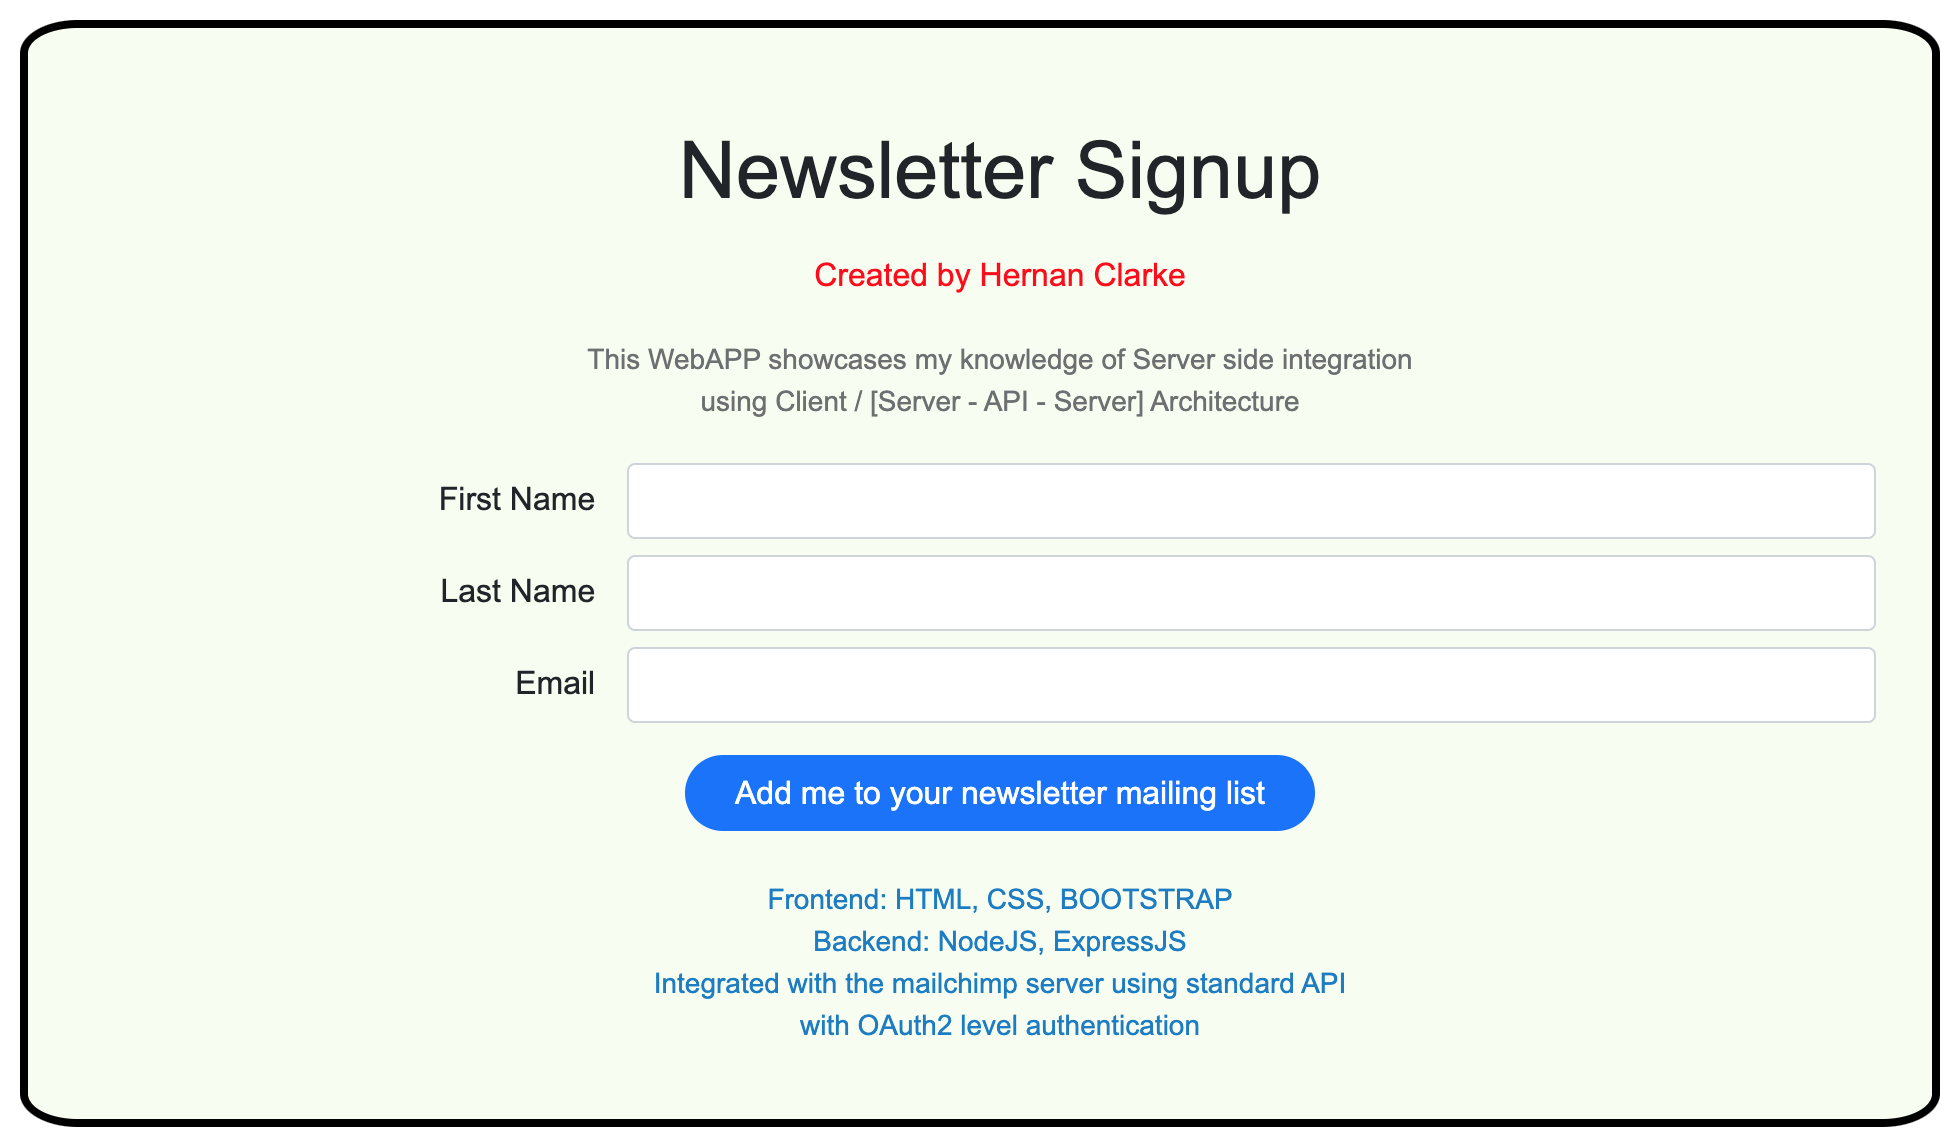 Newsletter Signup
Created by Hernan Clarke
This WebAPP showcases my knowledge of Server side integration
using Client / [Server - API - Server] Architecture
First Name
Last Name
Email
Add me to your newsletter mailing list
Frontend: HTML, CSS, BOOTSTRAP
Backend: NodeJS, ExpressJS
Integrated with the mailchimp server using standard API
with OAuth2 level authentication